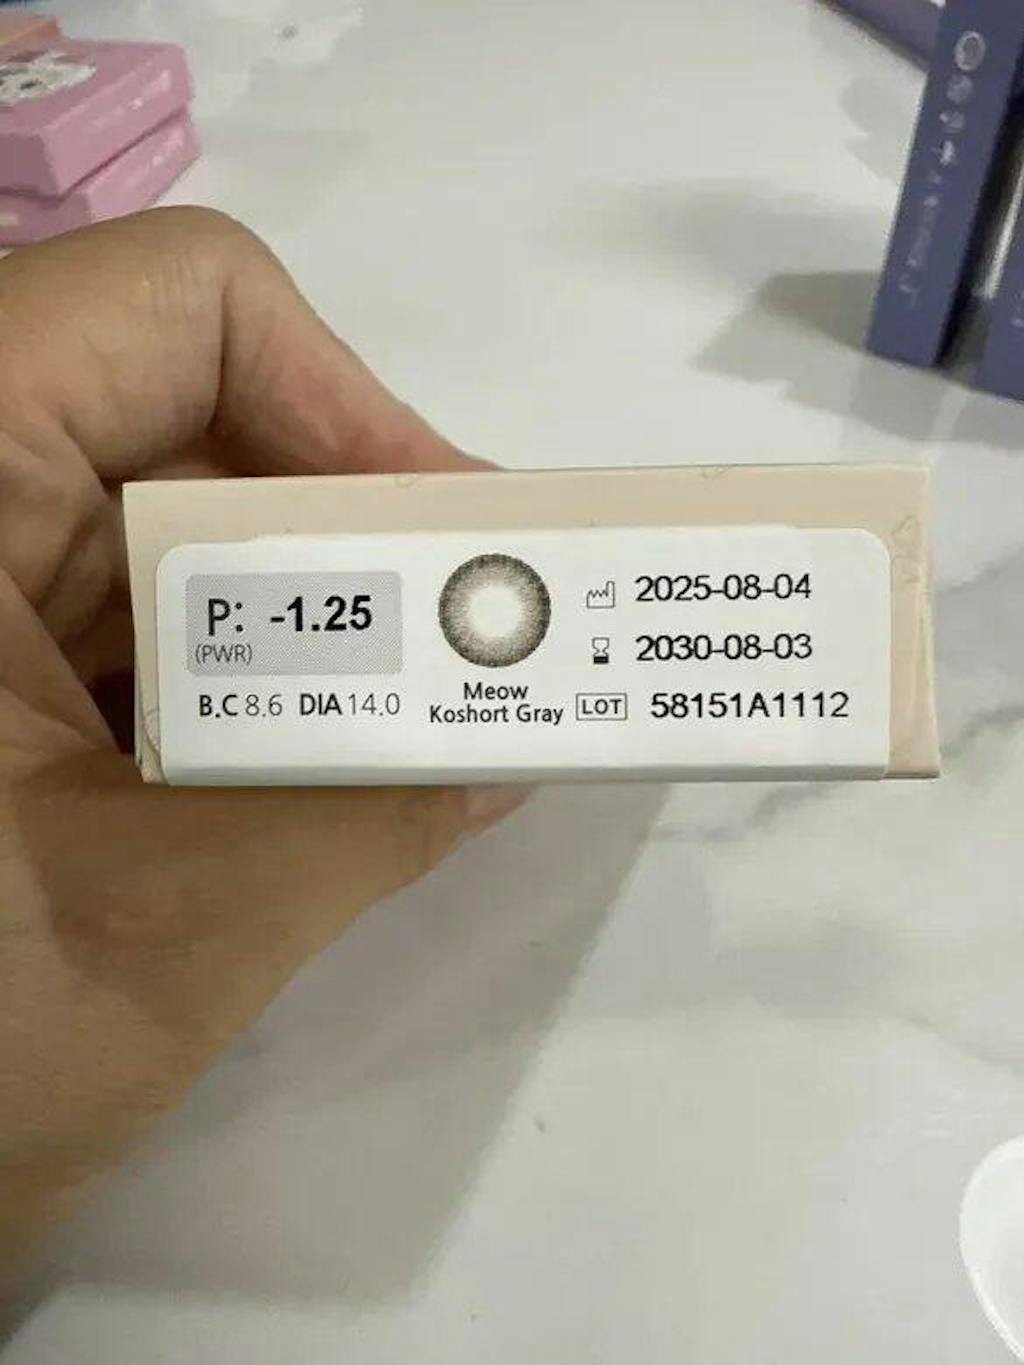 P: -1.25
(PWR)
B.C 8.6 DIA 14.0
Meow
Koshort Gray
2025-08-04
2030-08-03
LOT 58151A1112